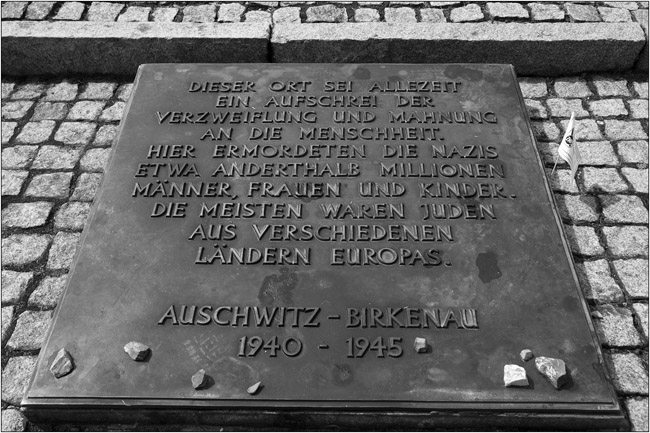 DIESER ORT SEI ALLEZEIT
EIN AUFSCHREI DER
VERZWEIFLUNG UND MAHNUNG
AN DIE MENSCHHEIT.
HIER ERMORDETEN DIE NAZIS
ETWA ANDERTHALB MILLIONEN
MÄNNER, FRAUEN UND KINDER.
DIE MEISTEN WAREN JUDEN
AUS VERSCHIEDENEN
LÄNDERN EUROPAS.
AUSCHWITZ - BIRKENAU
1940 - 1945